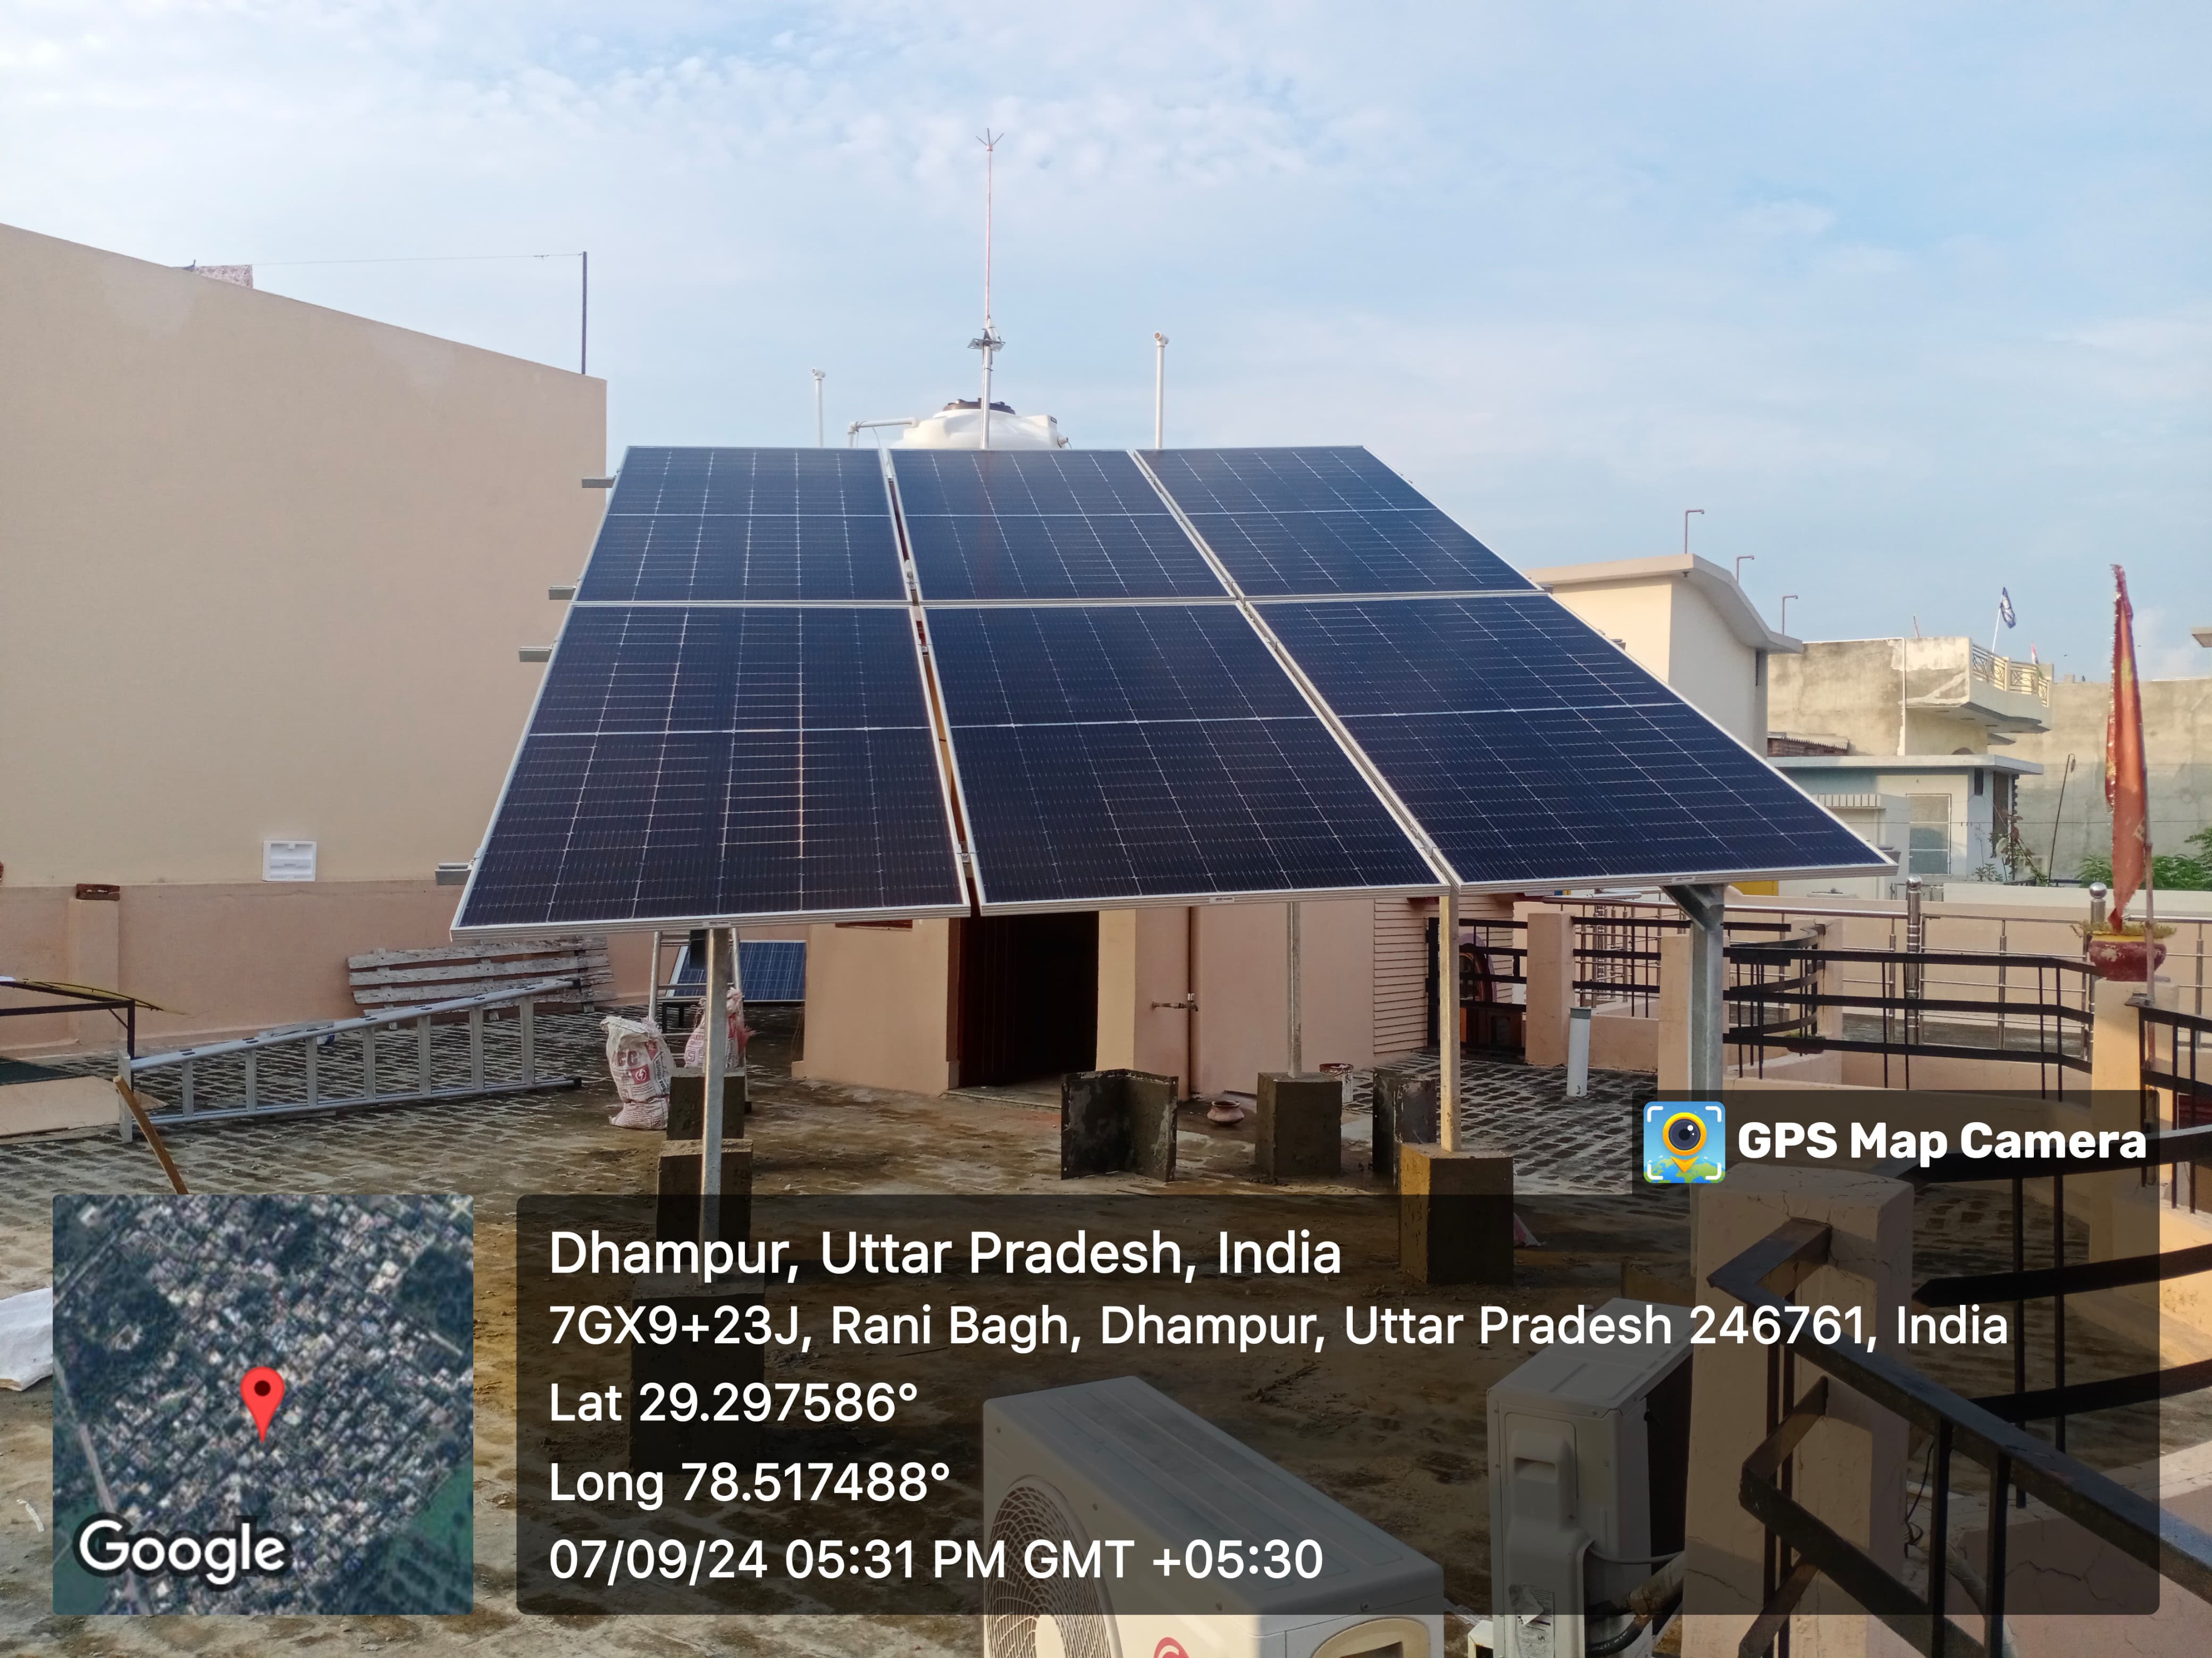 GPS Map Camera
Dhampur, Uttar Pradesh, India
7GX9+23J, Rani Bagh, Dhampur, Uttar Pradesh 246761, India
Lat 29.297586°
Long 78.517488°
07/09/24 05:31 PM GMT +05:30
Google